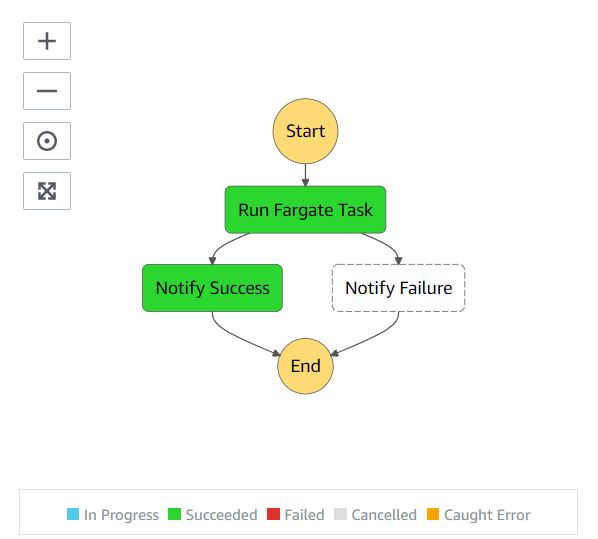 Start
Run Fargate Task
Notify Success
Notify Failure
End
In Progress Succeeded Failed Cancelled Caught Error